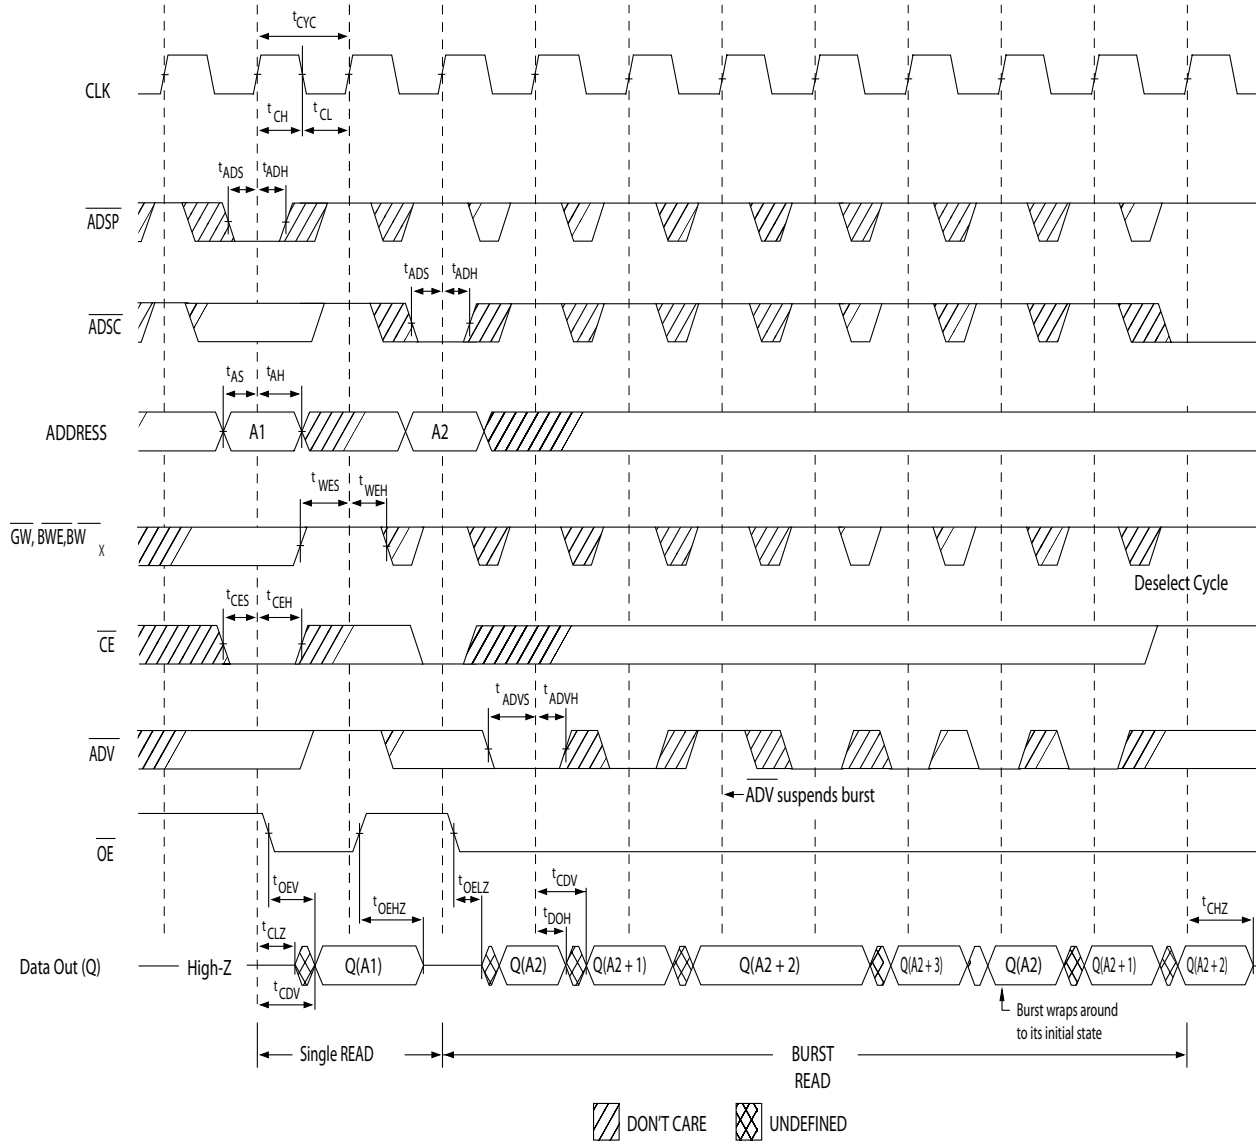 tCYC
CLK
tCH
tCL
tADS
tADH
ADSP
tADS
tADH
ADSC
tAS
tAH
ADDRESS
A1
A2
tWES
tWEH
GW, BWE,BW X
Deselect Cycle
tCES
tCEH
CE
tADVS
tADVH
ADV
ADV suspends burst
OE
tOEV
tOEHZ
tOELZ
tCDV
tCLZ
tDOH
tCHZ
Data Out (Q)
High-Z
Q(A1)
Q(A2)
Q(A2 + 1)
Q(A2 + 2)
Q(A2 + 3)
Q(A2)
Q(A2 + 1)
Q(A2 + 2)
tCDV
Burst wraps around
to its initial state
Single READ
BURST
READ
DON'T CARE
UNDEFINED